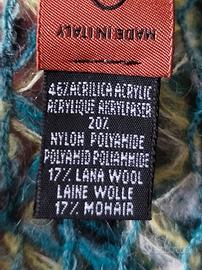 MADE IN ITALY
46% ACRILICA ACRYLIC
ACRYLIQUE AKRYLFASER
20%
NYLON POLYAMIDE
POLYAMID POLIAMMIDE
17% LANA WOOL
LAINE WOLLE
17% MOHAIR